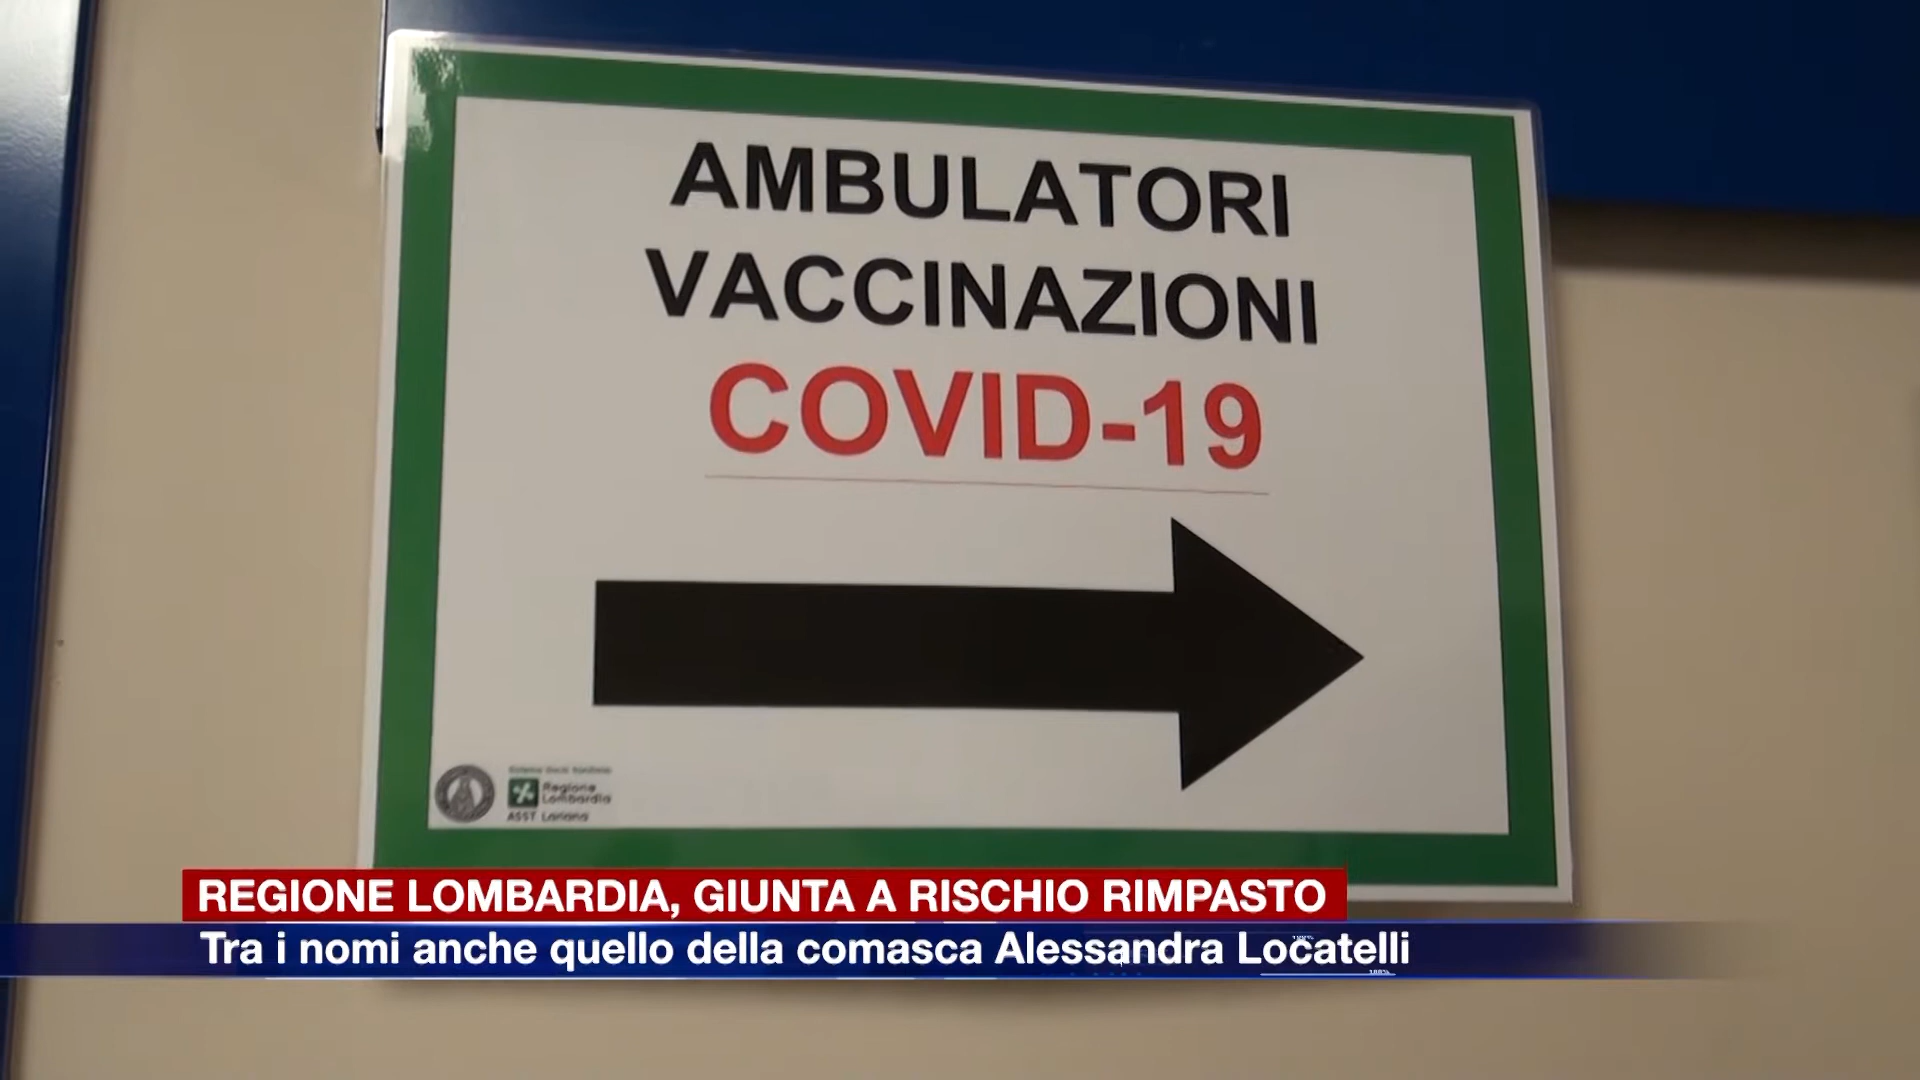 AMBULATORI
VACCINAZIONI
COVID-19
Regione
Lombardia
ASST Lariana
REGIONE LOMBARDIA, GIUNTA A RISCHIO RIMPASTO
Tra i nomi anche quello della comasca Alessandra Locatelli